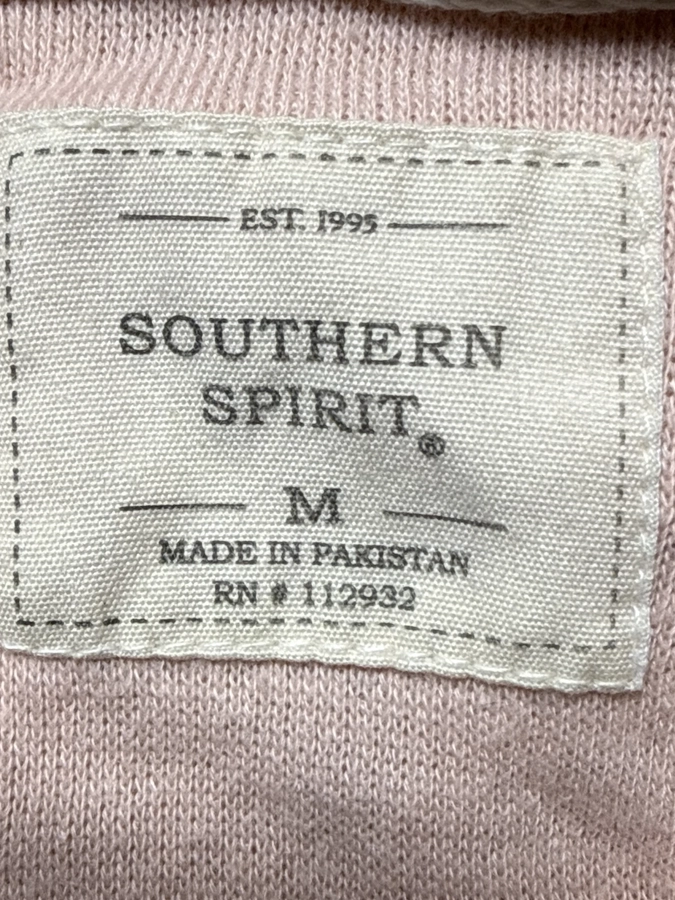 EST. 1995
SOUTHERN
SPIRIT®
M
MADE IN PAKISTAN
RN # 112932